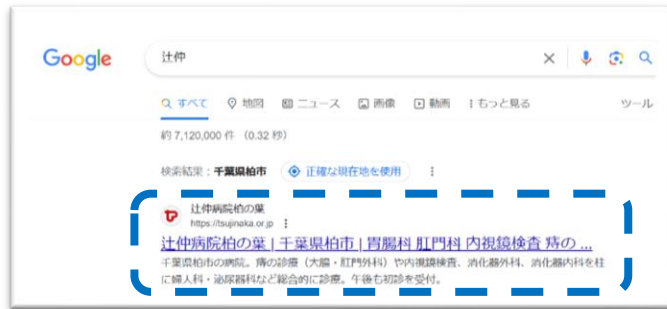 Google
辻仲
すべて 地図 ニュース 画像 動画 もっと見る ツール
約 7,120,000 件 (0.32 秒)
検索結果：千葉県柏市 正確な現在地を使用
辻仲病院柏の葉
https://tsujinaka.or.jp
辻仲病院柏の葉 | 千葉県柏市 | 胃腸科 肛門科 内視鏡検査 痔の ...
千葉県柏市の病院。痔の診療（大腸・肛門外科）や内視鏡検査、消化器外科、消化器内科を柱
に婦人科・泌尿器科など総合的に診療。午後も初診を受付。